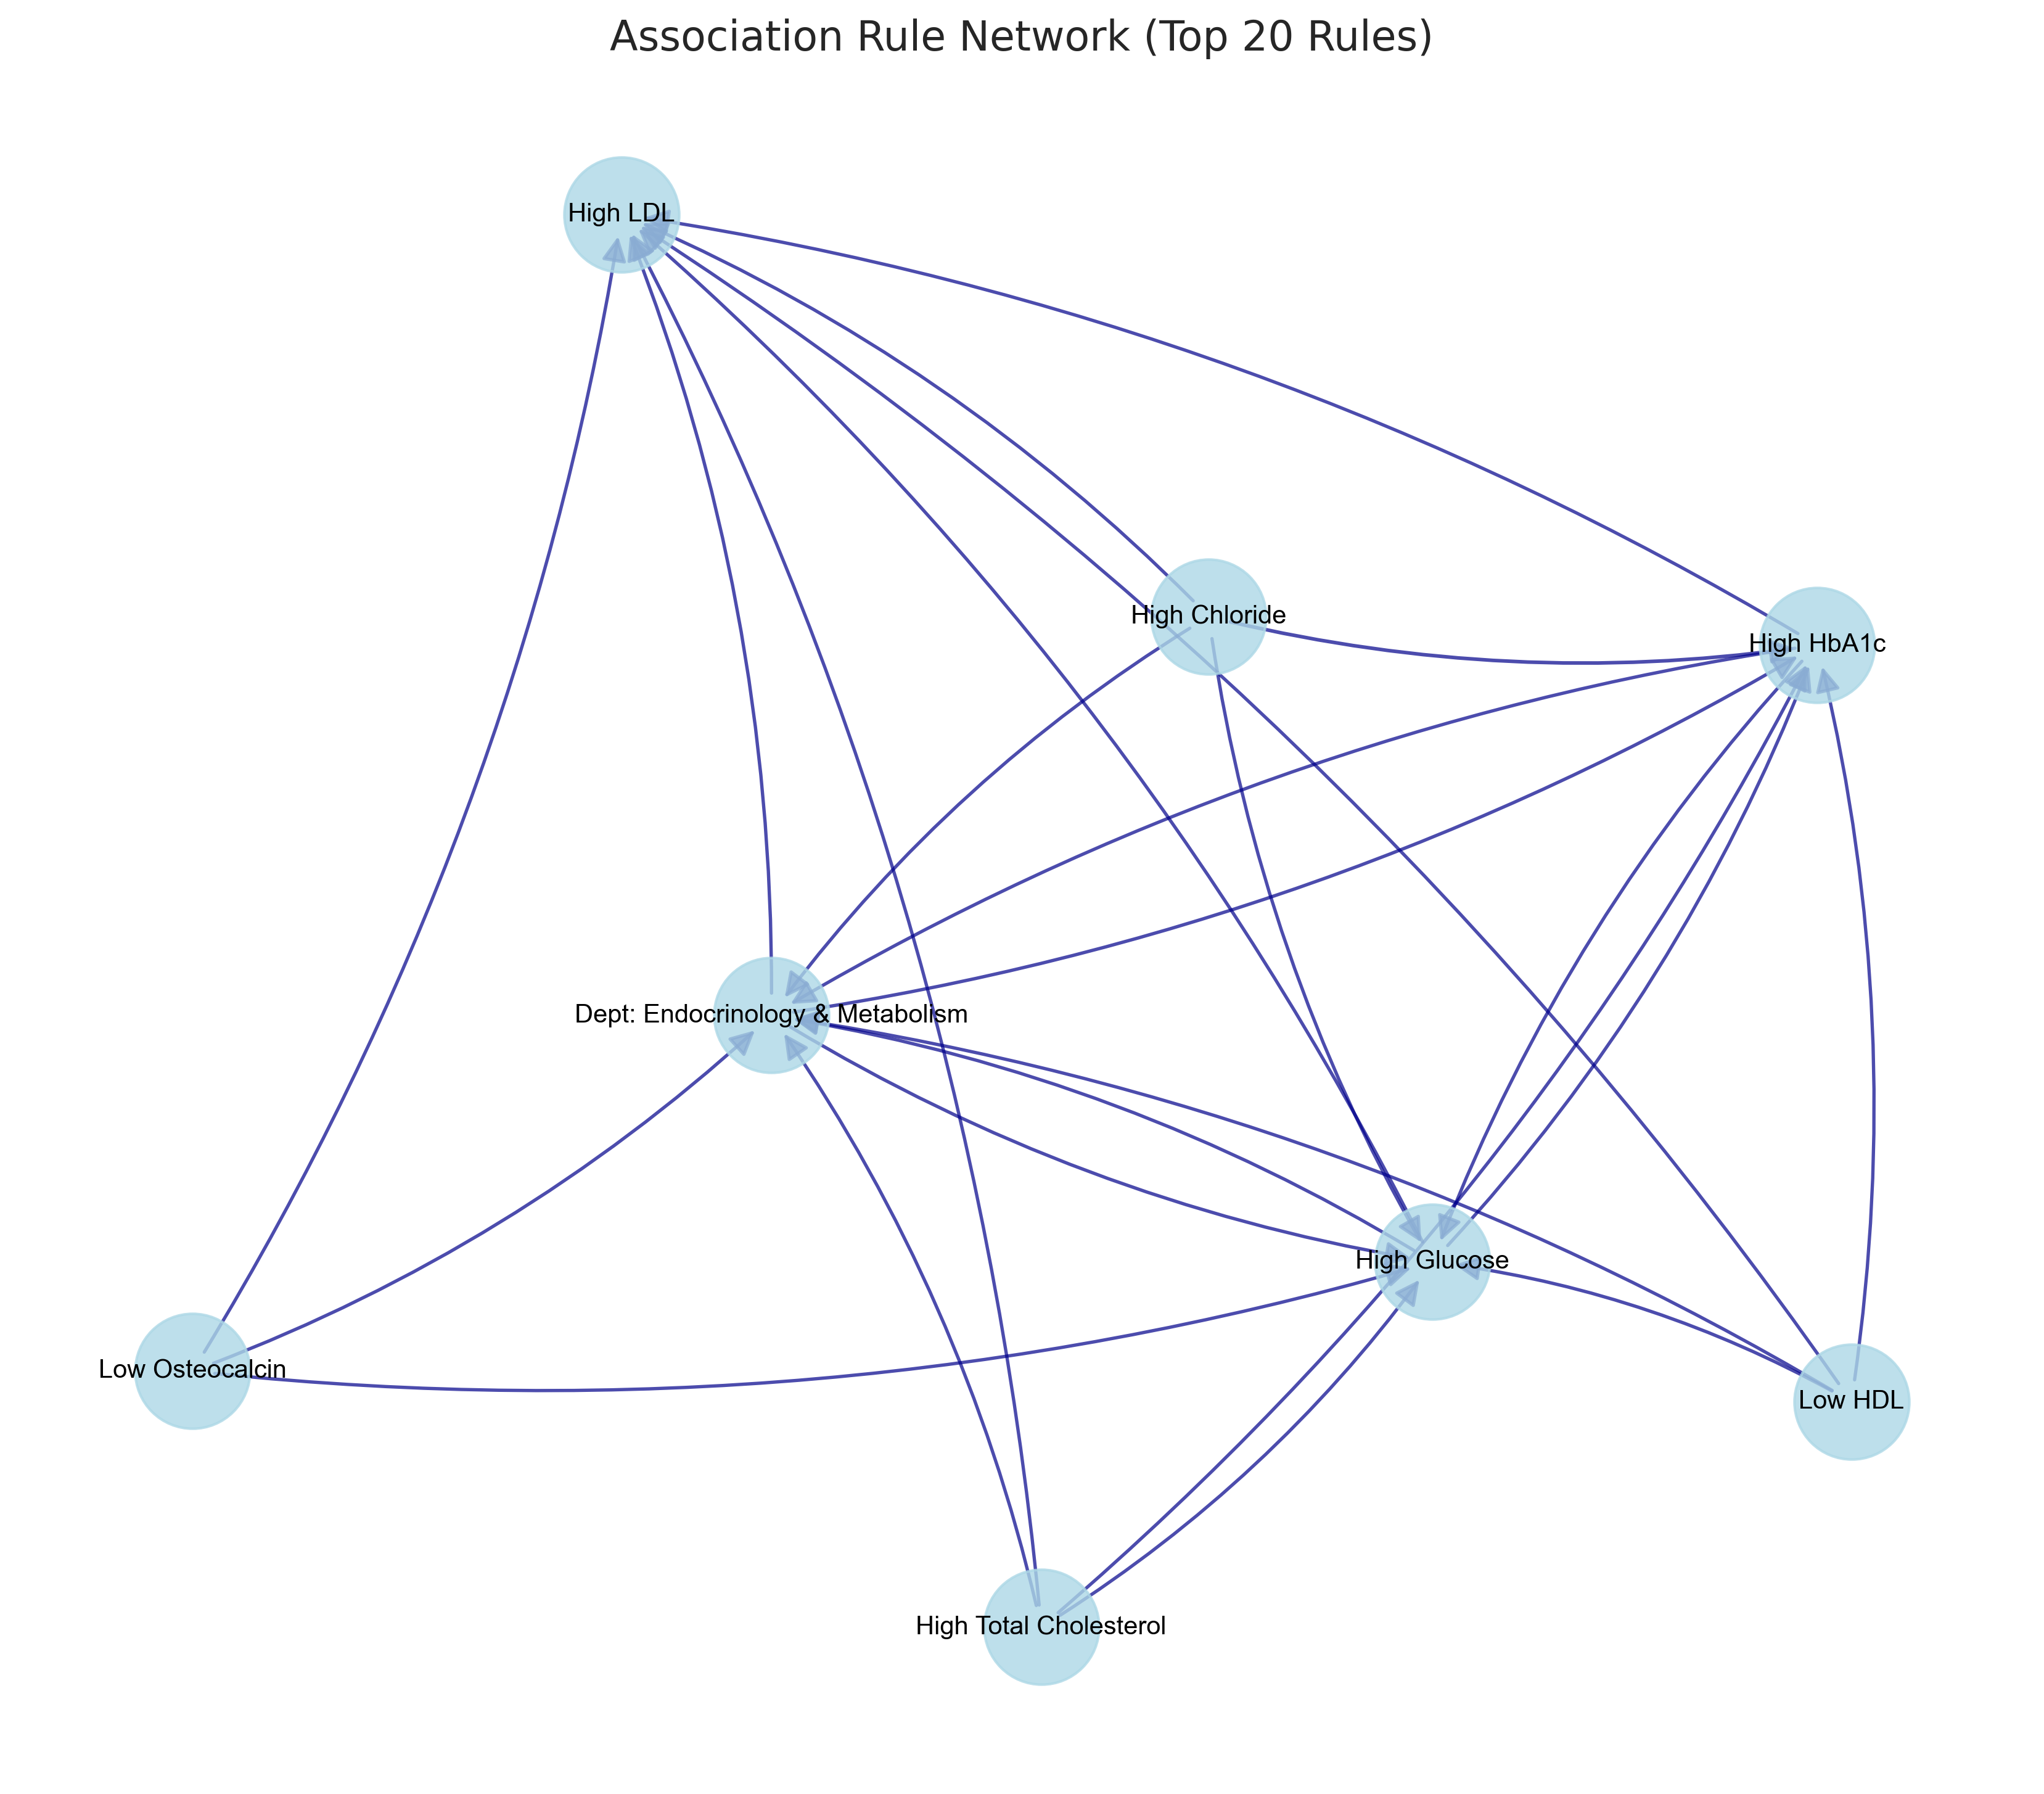 Association Rule Network (Top 20 Rules)
High LDL
High Chloride
High HbA1c
Dept: Endocrinology & Metabolism
High Glucose
Low Osteocalcin
Low HDL
High Total Cholesterol